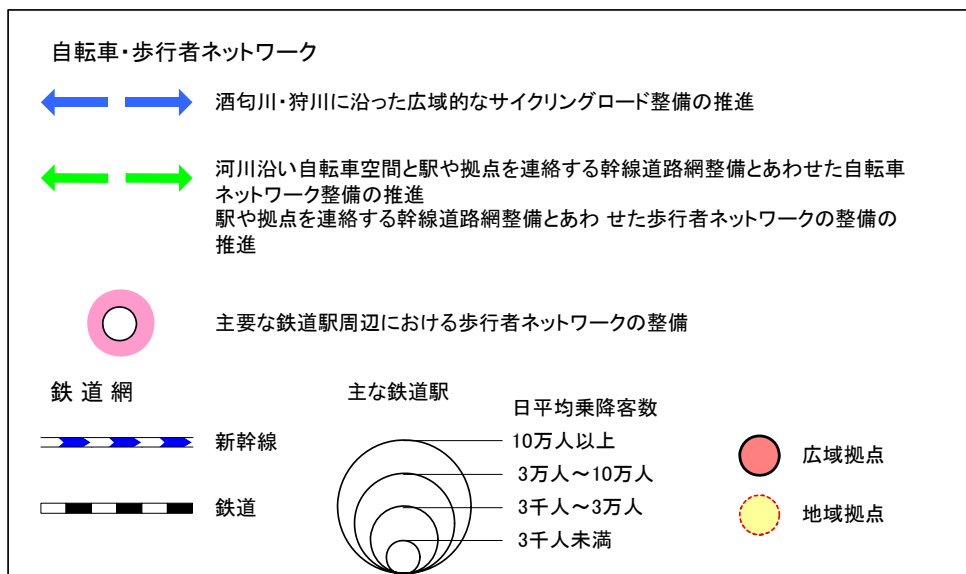 自転車・歩行者ネットワーク
酒匂川・狩川に沿った広域的なサイクリングロード整備の推進
河川沿い自転車空間と駅や拠点を連絡する幹線道路網整備とあわせた自転車
ネットワーク整備の推進
駅や拠点を連絡する幹線道路網整備とあわ せた歩行者ネットワークの整備の
推進
主要な鉄道駅周辺における歩行者ネットワークの整備
鉄 道 網
新幹線
鉄道
主な鉄道駅
日平均乗降客数
10万人以上
3万人～10万人
3千人～3万人
3千人未満
広域拠点
地域拠点